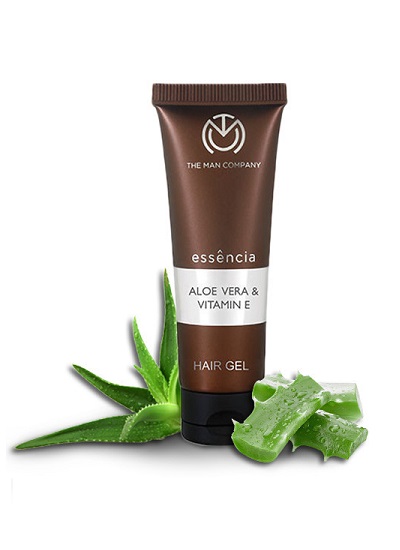 THE MAN COMPANY
essência
ALOE VERA &
VITAMIN E
HAIR GEL